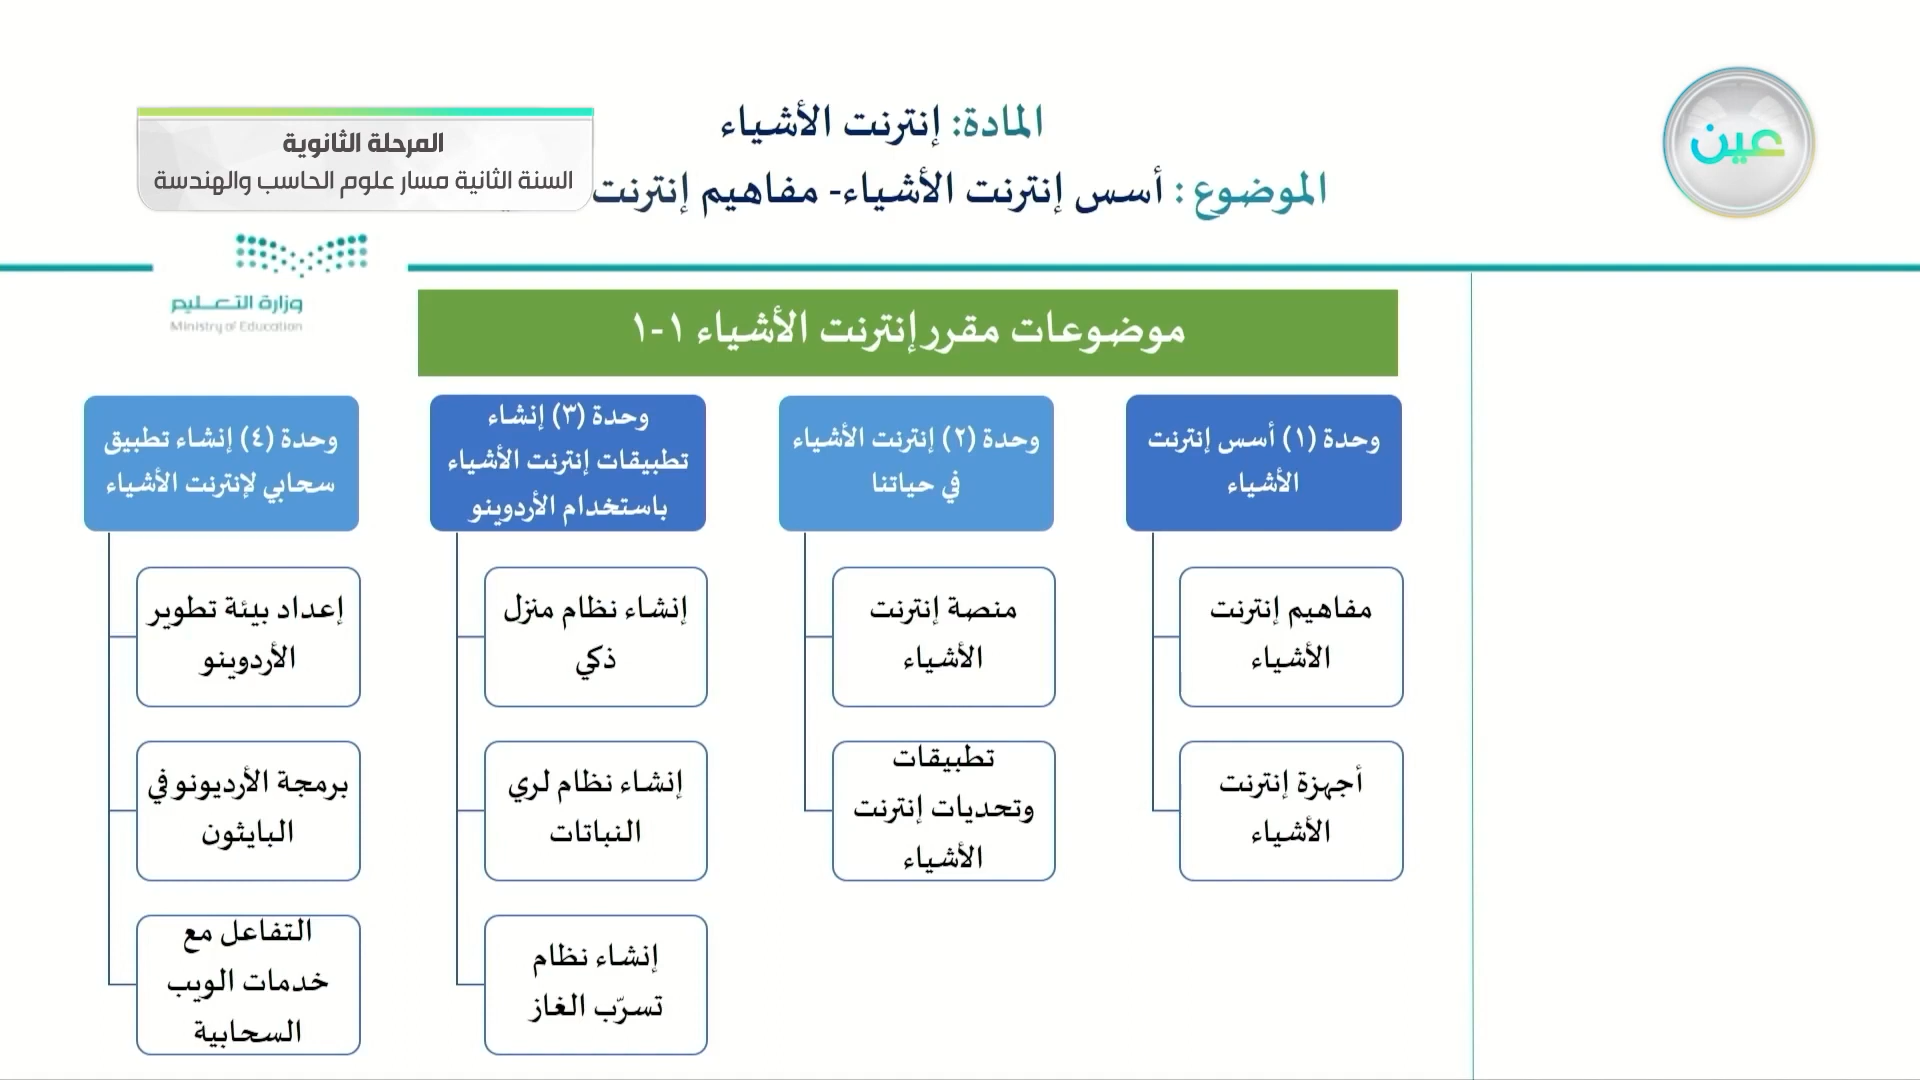 عين
المادة: إنترنت الأشياء
الموضوع : أسس إنترنت الأشياء- مفاهيم إنترنت
المرحلة الثانوية
السنة الثانية مسار علوم الحاسب والهندسة
وزارة التعليم
Ministry of Education
موضوعات مقرر إنترنت الأشياء ١-١
وحدة (١) أسس إنترنت
الأشياء
مفاهيم إنترنت
الأشياء
أجهزة إنترنت
الأشياء
وحدة (٢) إنترنت الأشياء
في حياتنا
منصة إنترنت
الأشياء
تطبيقات
وتحديات إنترنت
الأشياء
وحدة (٣) إنشاء
تطبيقات إنترنت الأشياء
باستخدام الأردوينو
إنشاء نظام منزل
ذكي
إنشاء نظام لري
النباتات
إنشاء نظام
تسرّب الغاز
وحدة (٤) إنشاء تطبيق
سحابي لإنترنت الأشياء
إعداد بيئة تطوير
الأردوينو
برمجة الأرديونو في
البايثون
التفاعل مع
خدمات الويب
السحابية